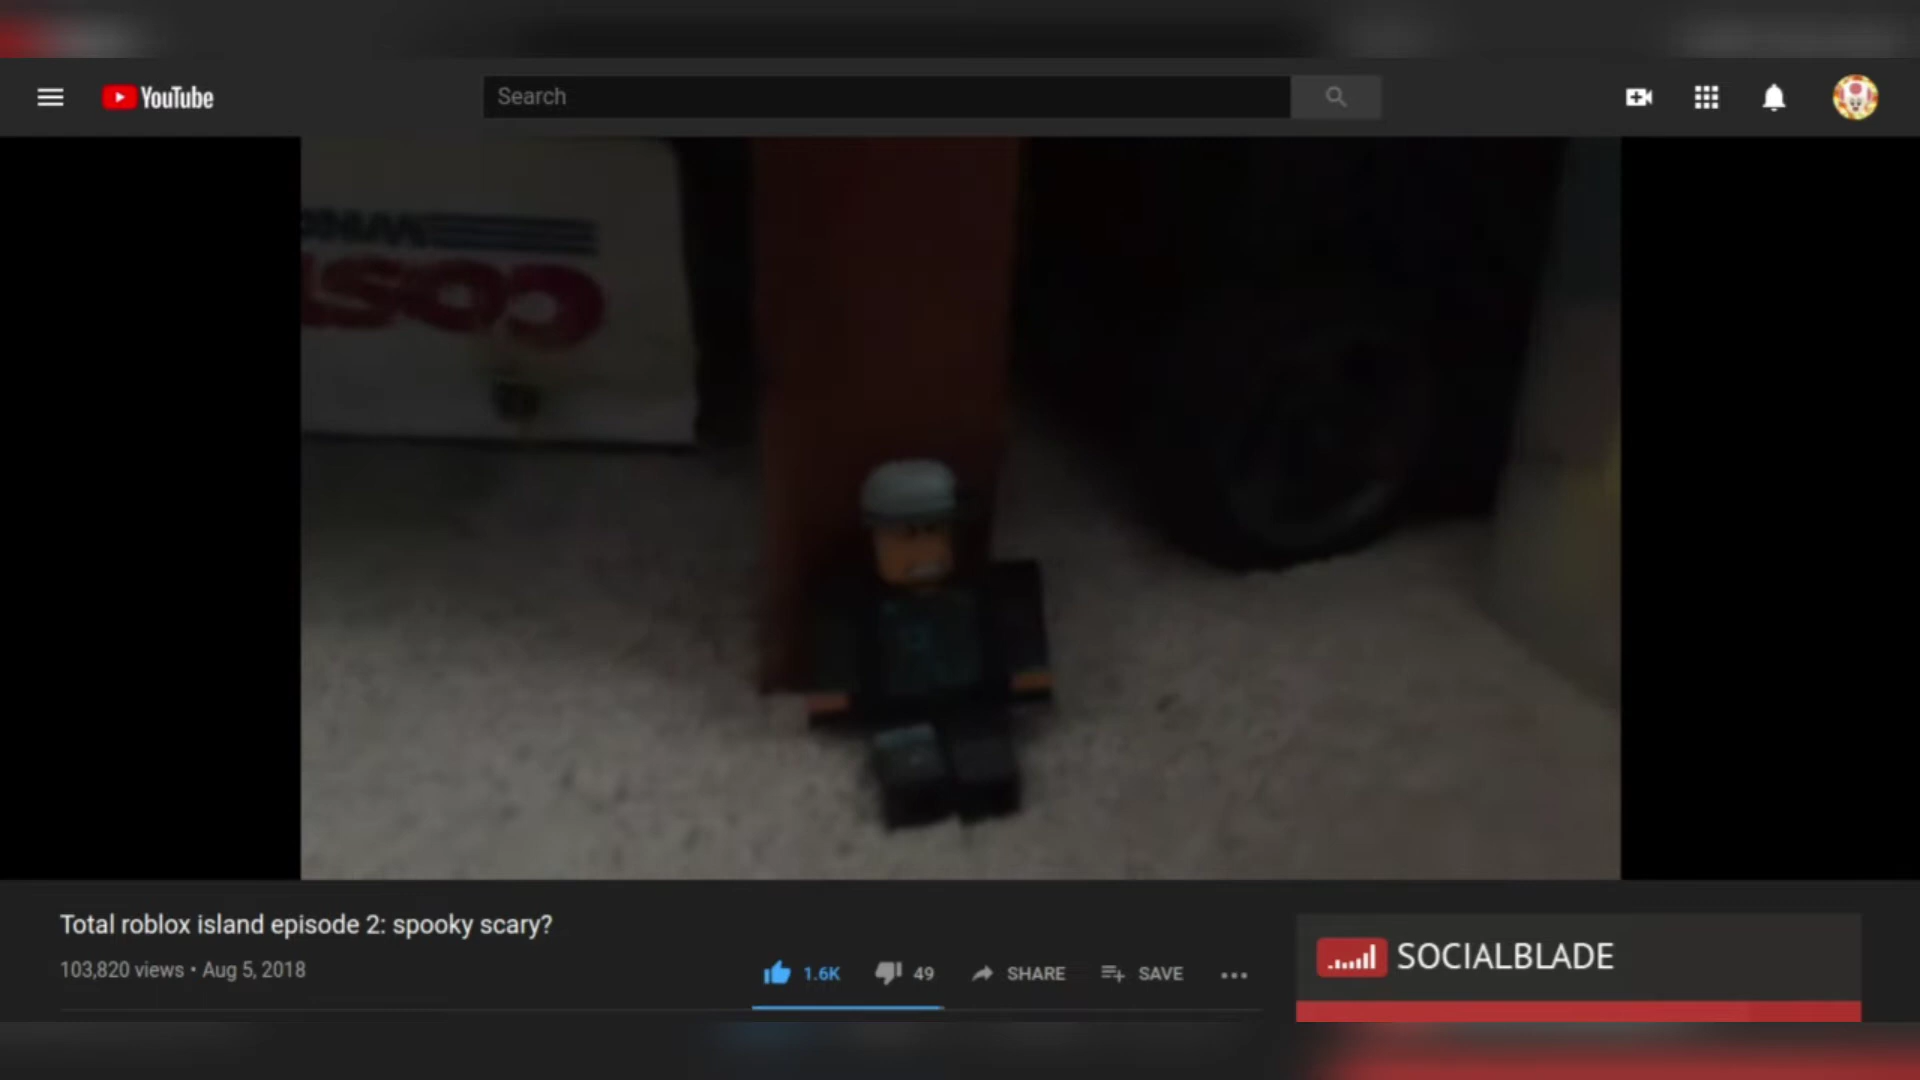 YouTube
Search
Total roblox island episode 2: spooky scary?
103,820 views • Aug 5, 2018
1.6K
49
SHARE
SAVE
SOCIALBLADE